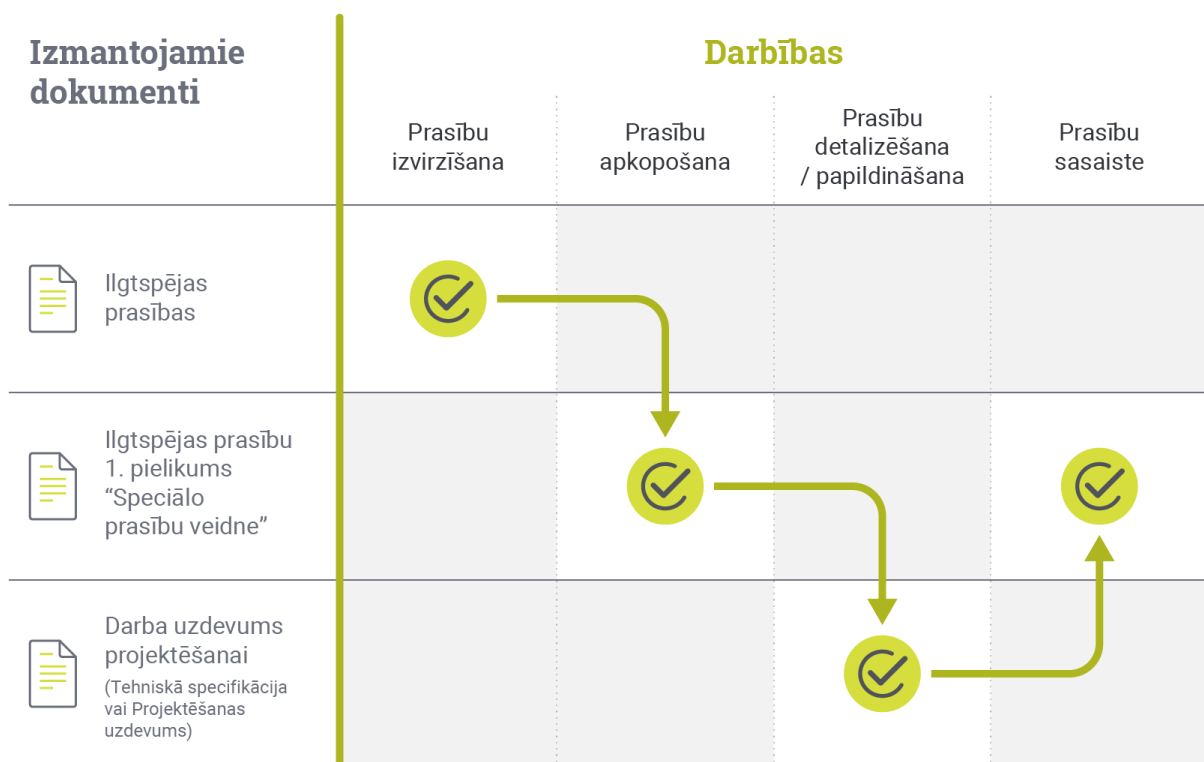 Izmantojamie
dokumenti
Darbības
Prasību
izvirzīšana
Prasību
apkopošana
Prasību
detalizēšana
/ papildināšana
Prasību
sasaiste
Ilgtspējas
prasības
Ilgtspējas prasību
1. pielikums
“Speciālo
prasību veidne”
Darba uzdevums
projektēšanai
(Tehniskā specifikācija
vai Projektēšanas
uzdevums)